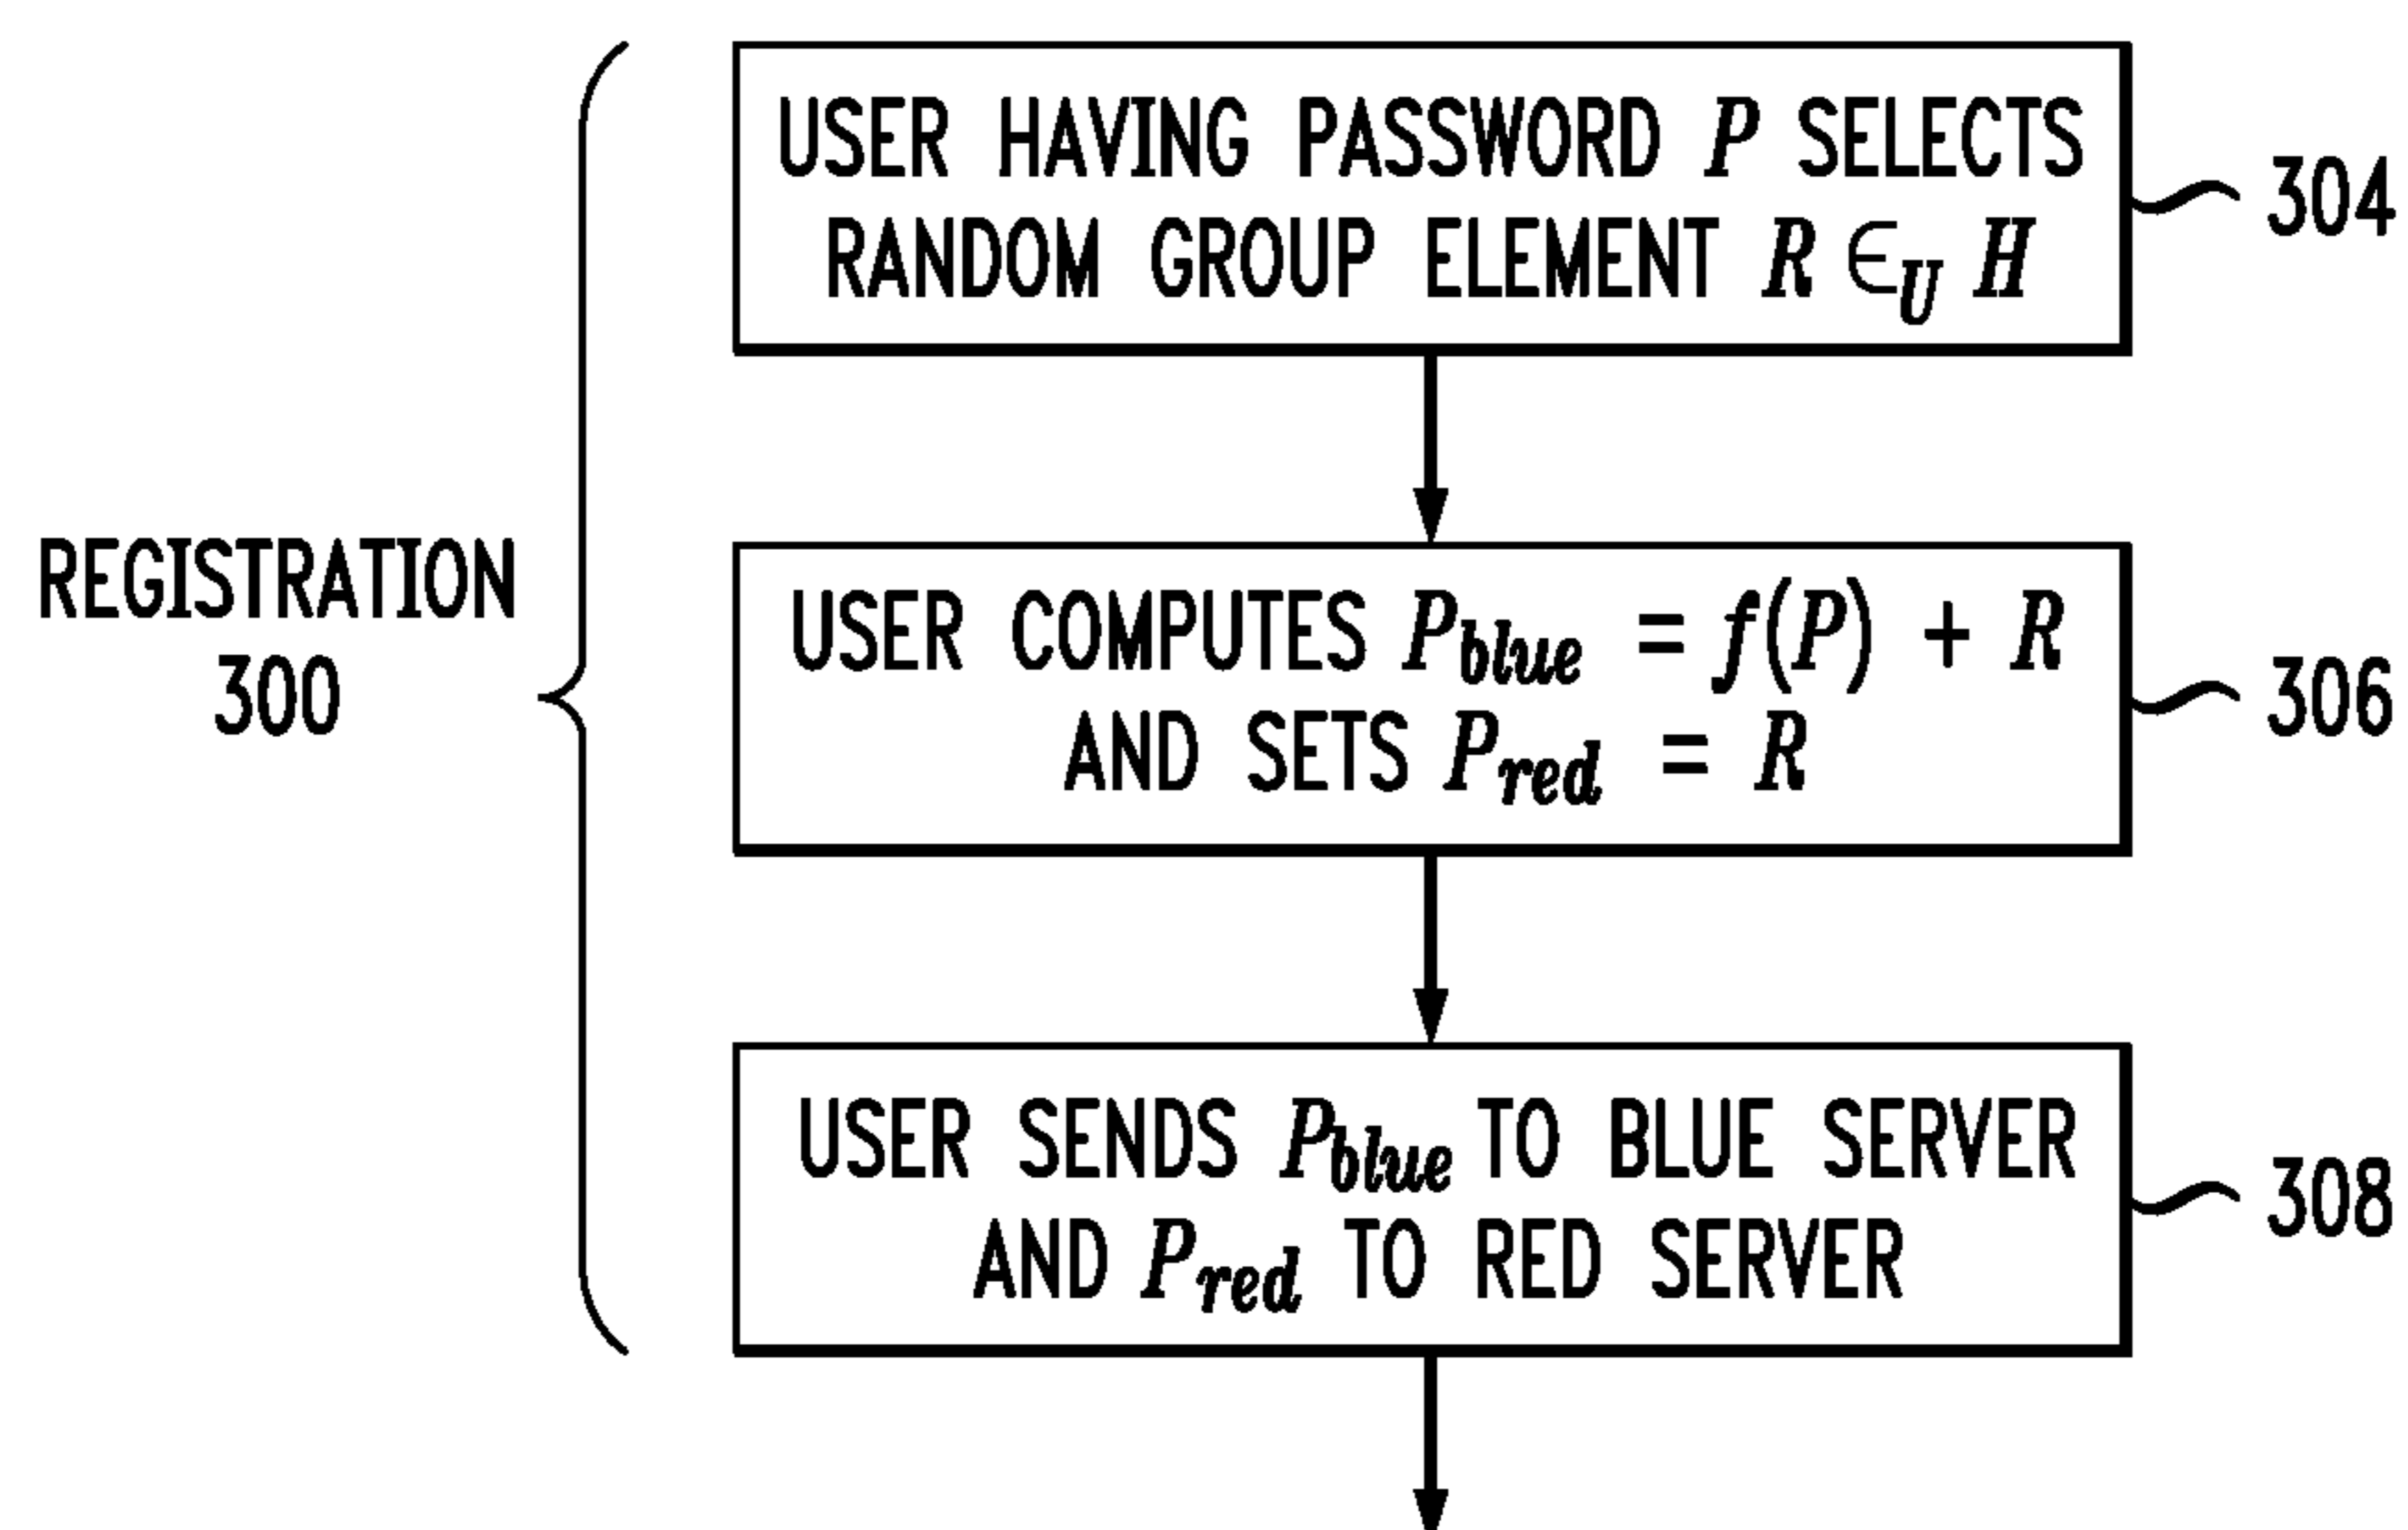 USER HAVING PASSWORD P SELECTS
RANDOM GROUP ELEMENT R ∈U H
304
REGISTRATION
300
USER COMPUTES Pblue = f(P) + R
AND SETS Pred = R
306
USER SENDS Pblue TO BLUE SERVER
AND Pred TO RED SERVER
308